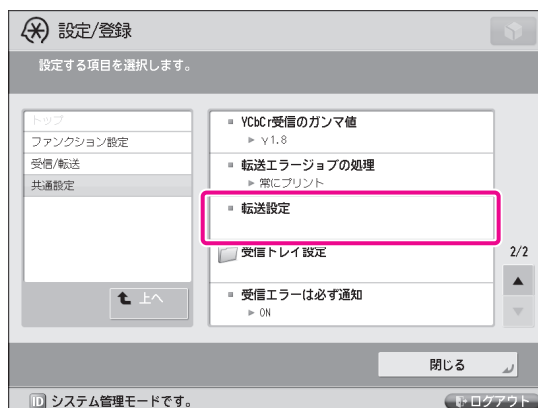 設定/登録
設定する項目を選択します。
トップ
ファンクション設定
受信/転送
共通設定
上へ
YCbCr受信のガンマ値
γ1.8
転送エラージョブの処理
常にプリント
転送設定
受信トレイ設定
受信エラーは必ず通知
ON
2/2
閉じる
ID システム管理モードです。
ログアウト